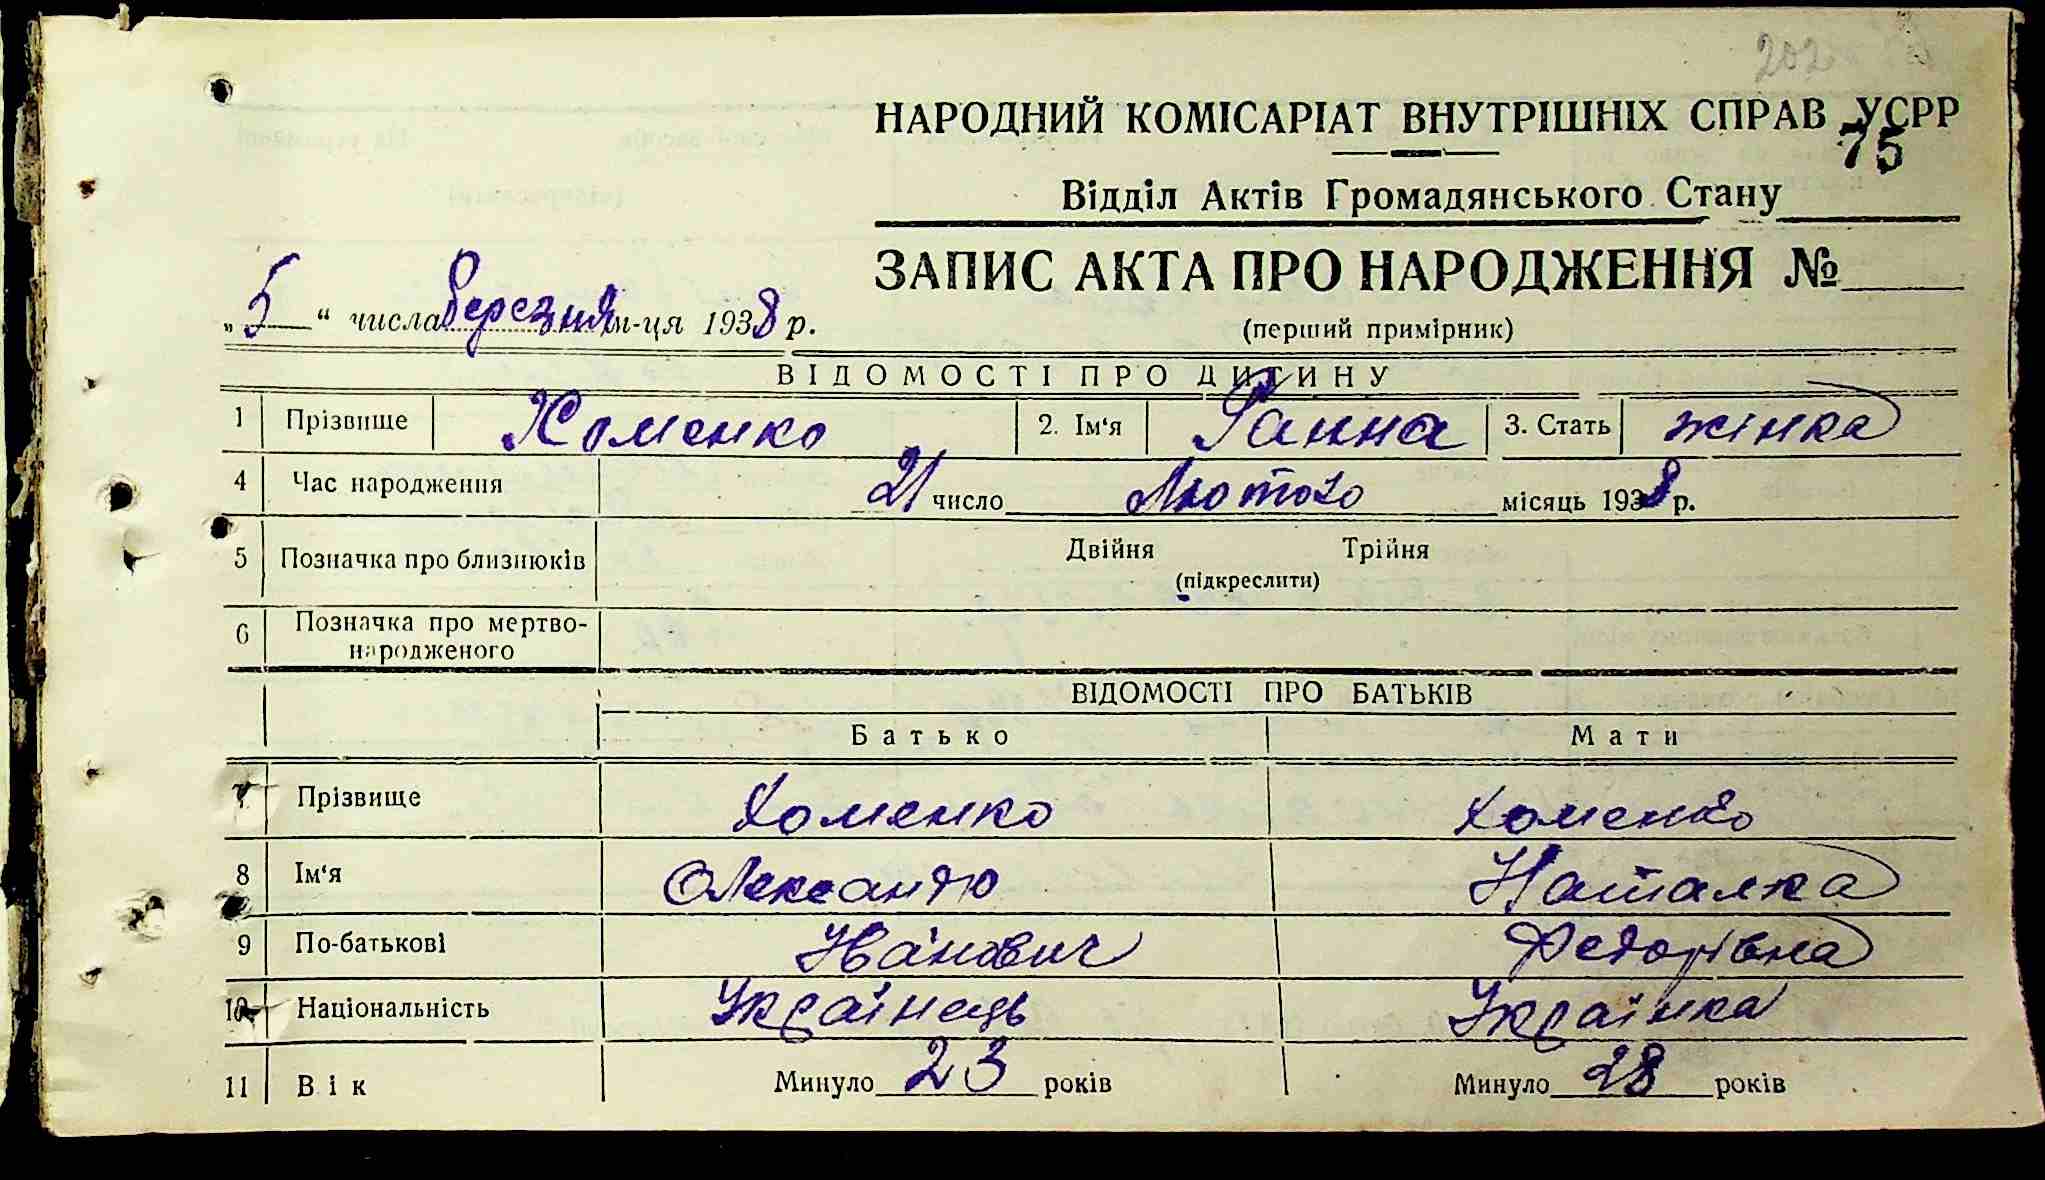 202
НАРОДНИЙ КОМІСАРІАТ ВНУТРІШНІХ СПРАВ УСРР
75
Відділ Актів Громадянського Стану
ЗАПИС АКТА ПРО НАРОДЖЕННЯ №
„5“ числа березня м-ця 1938 р.
(перший примірник)
ВІДОМОСТІ ПРО ДИТИНУ
1 Прізвище Хоменко 2. Ім‘я Ганна 3. Стать жінка
4 Час народження 21 число Лютого місяць 1938 р.
5 Позначка про близнюків Двійня Трійня
(підкреслити)
6 Позначка про мертво-
народженого
ВІДОМОСТІ ПРО БАТЬКІВ
Батько Мати
7 Прізвище Хоменко Хоменко
8 Ім‘я Олександр Наталка
9 По-батькові Іванович Федорівна
10 Національність Українець Українка
11 Вік Минуло 23 років Минуло 28 років